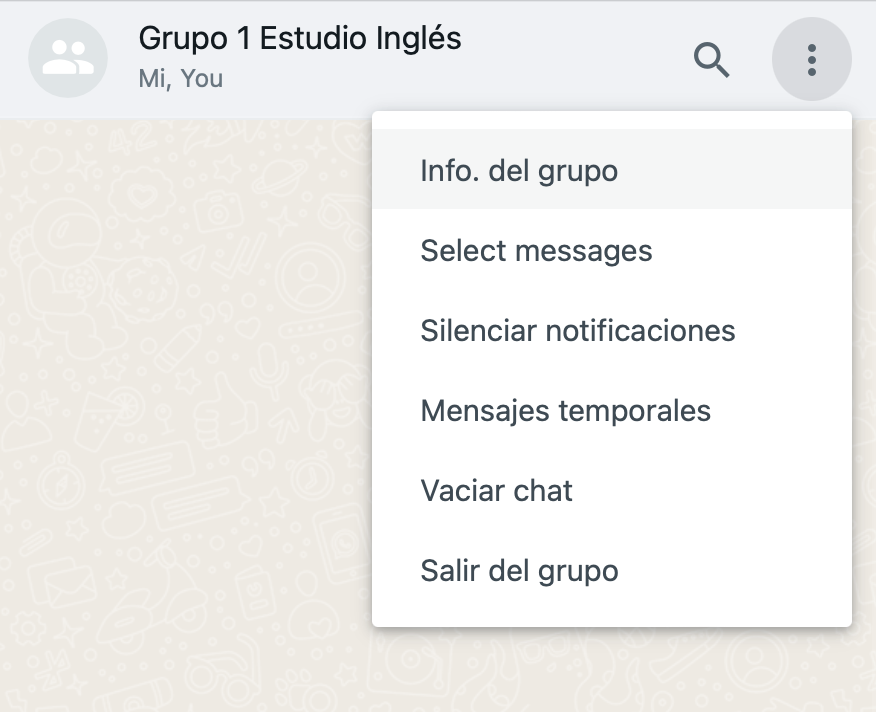 Grupo 1 Estudio Inglés
Mi, You
Info. del grupo
Select messages
Silenciar notificaciones
Mensajes temporales
Vaciar chat
Salir del grupo